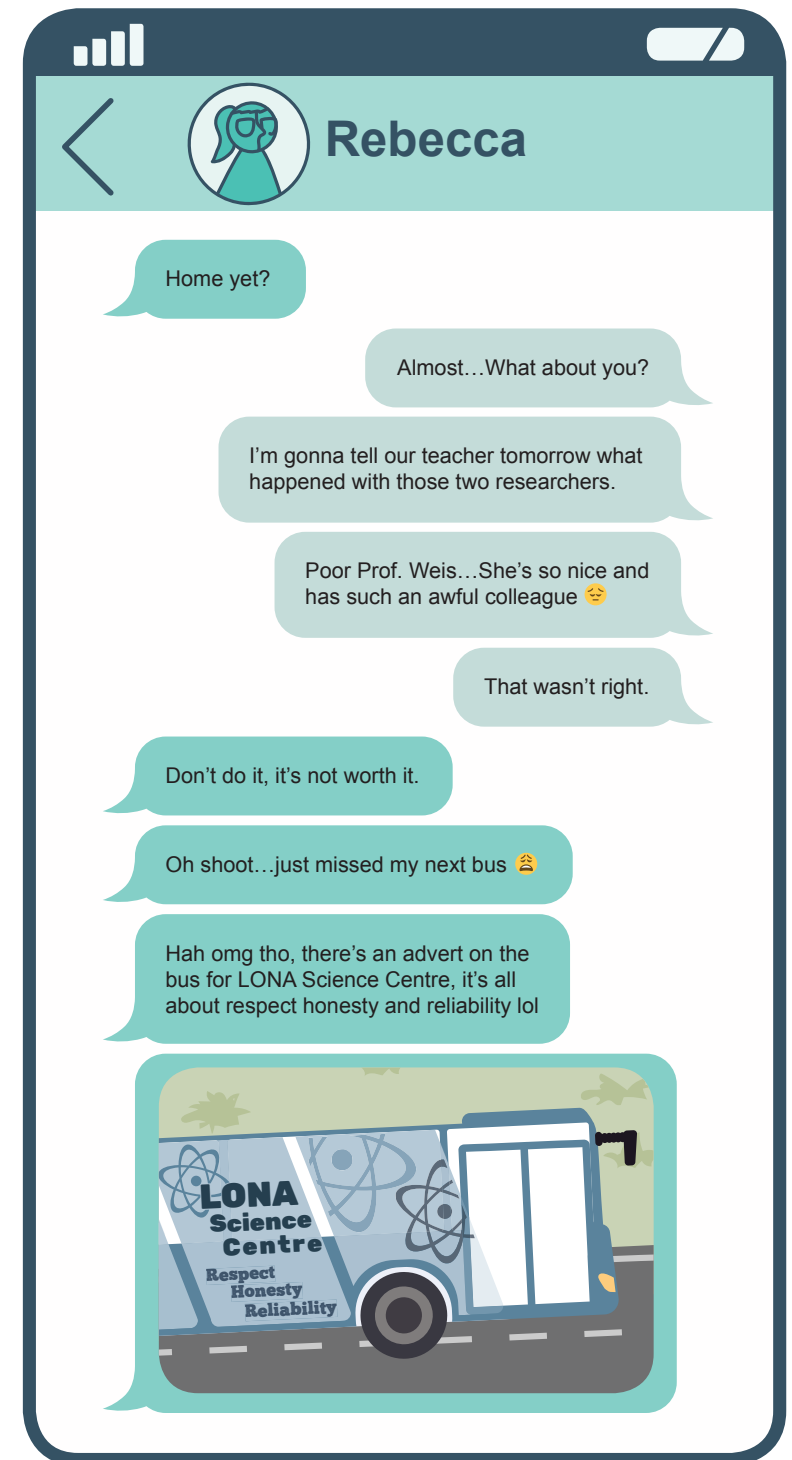 Rebecca
Home yet?
Almost…What about you?
I’m gonna tell our teacher tomorrow what
happened with those two researchers.
Poor Prof. Weis…She’s so nice and
has such an awful colleague 😔
That wasn’t right.
Don’t do it, it’s not worth it.
Oh shoot…just missed my next bus 😩
Hah omg tho, there’s an advert on the
bus for LONA Science Centre, it’s all
about respect honesty and reliability lol
LONA
Science
Centre
Respect
Honesty
Reliability